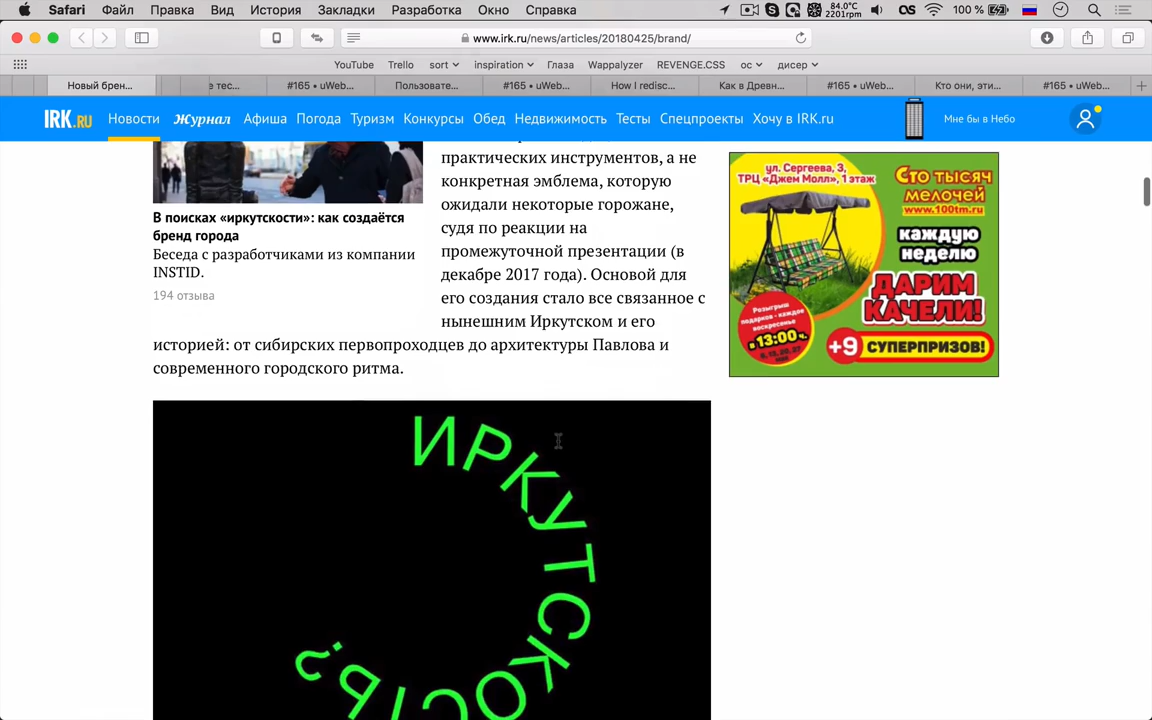 Safari Файл Правка Вид История Закладки Разработка Окно Справка
84.0°C
2201rpm
100 %
www.irk.ru/news/articles/20180425/brand/
YouTube Trello sort inspiration Глаза Wappalyzer REVENGE.CSS ос дисер
Новый брен... е тес... #165 • uWeb... Пользовате... #165 • uWeb... How I redisc... Как в Древн... #165 • uWeb... Кто они, эти... #165 • uWeb...
IRK.RU Новости Журнал Афиша Погода Туризм Конкурсы Обед Недвижимость Тесты Спецпроекты Хочу в IRK.ru Мне бы в Небо
практических инструментов, а не
конкретная эмблема, которую
ожидали некоторые горожане,
судя по реакции на
промежуточной презентации (в
декабре 2017 года). Основой для
его создания стало все связанное с
нынешним Иркутском и его
историей: от сибирских первопроходцев до архитектуры Павлова и
современного городского ритма.
В поисках «иркутскости»: как создаётся
бренд города
Беседа с разработчиками из компании
INSTID.
194 отзыва
ул. Сергеева, 3,
ТРЦ «Джем Молл», 1 этаж
Сто тысяч
мелочей
www.100tm.ru
каждую
неделю
ДАРИМ
КАЧЕЛИ!
Розыгрыш
подарков - каждое
воскресенье
в 13:00 ч.
+9 СУПЕРПРИЗОВ!
ИРКУТСКОСТЬ?